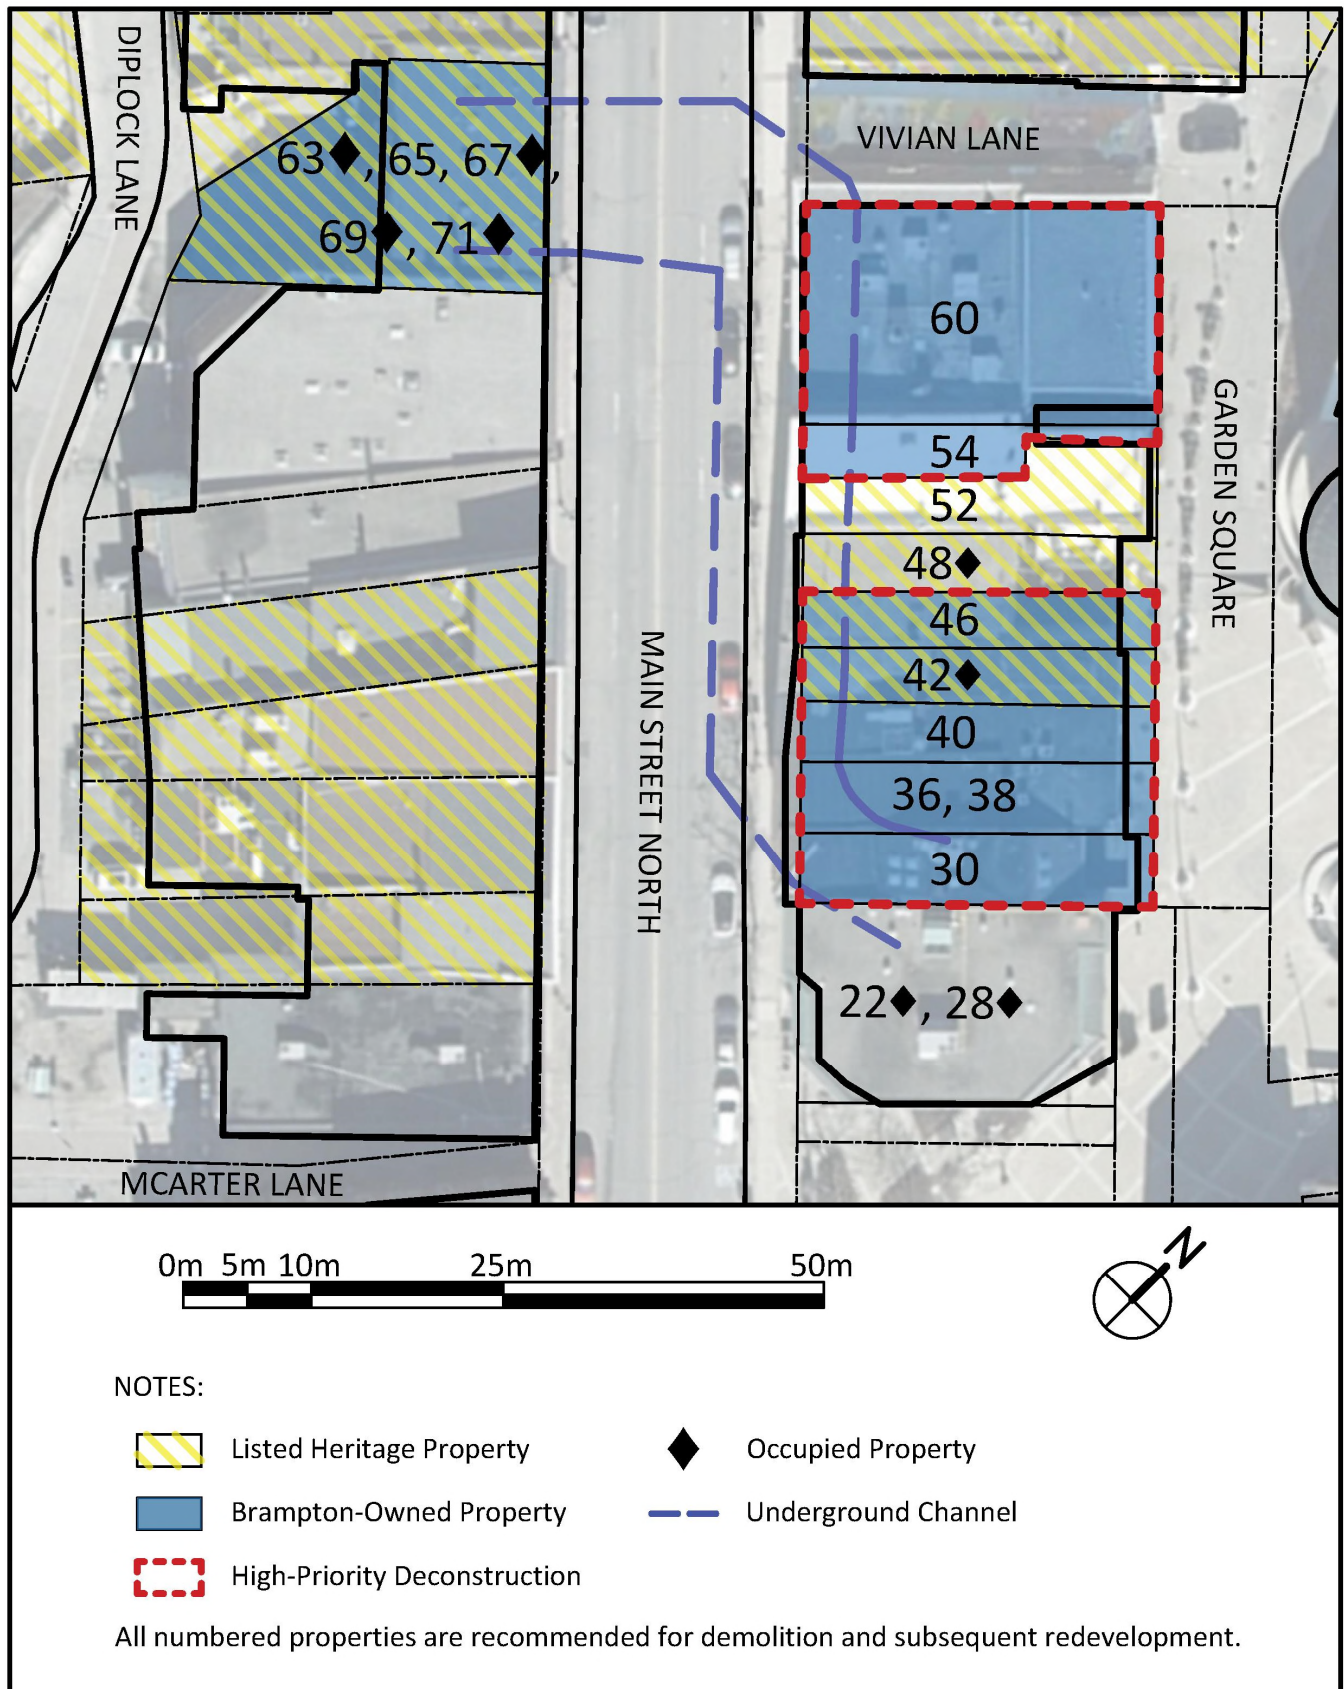 DIPLOCK LANE
VIVIAN LANE
63◆, 65, 67◆,
69◆, 71◆
60
54
52
48◆
46
42◆
40
36, 38
30
22◆, 28◆
GARDEN SQUARE
MAIN STREET NORTH
MCARTER LANE
0m 5m 10m 25m 50m
N
NOTES:
Listed Heritage Property
Occupied Property
Brampton-Owned Property
Underground Channel
High-Priority Deconstruction
All numbered properties are recommended for demolition and subsequent redevelopment.